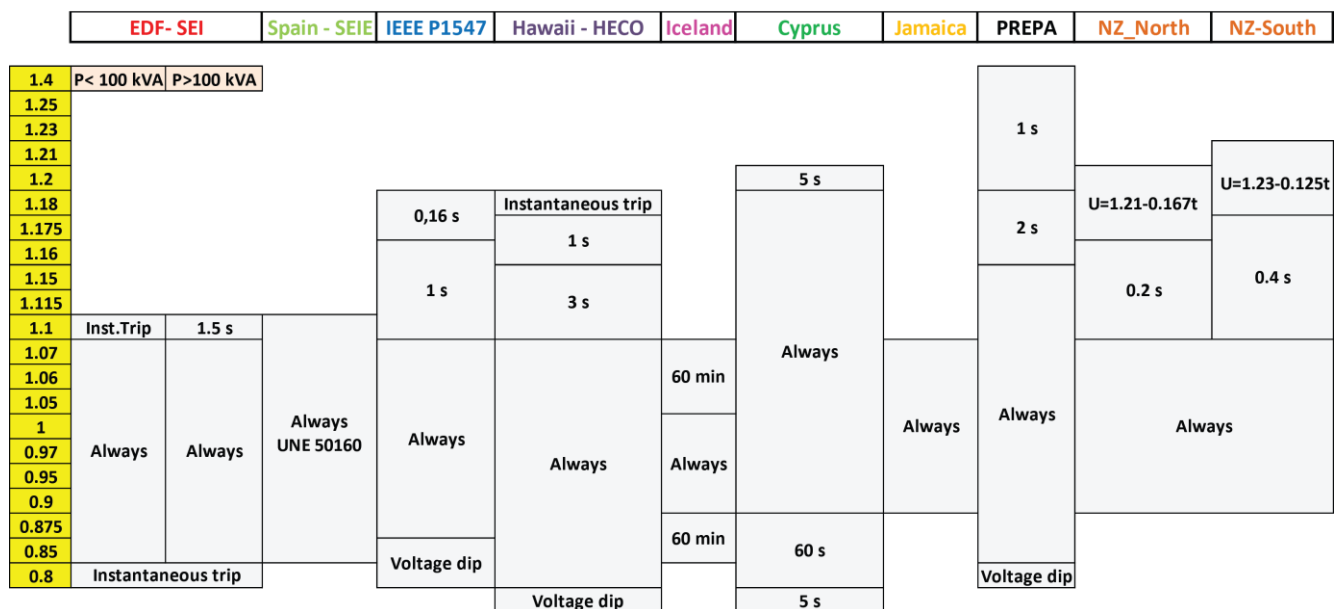 EDF- SEI
Spain - SEIE
IEEE P1547
Hawaii - HECO
Iceland
Cyprus
Jamaica
PREPA
NZ_North
NZ-South
1.4
P< 100 kVA
P>100 kVA
1.25
1.23
1 s
1.21
1.2
5 s
U=1.23-0.125t
1.18
0,16 s
Instantaneous trip
U=1.21-0.167t
1.175
1 s
2 s
1.16
1.15
1 s
3 s
0.2 s
0.4 s
1.115
1.1
Inst.Trip
1.5 s
1.07
Always
1.06
60 min
1.05
1
Always
UNE 50160
Always
Always
0.97
Always
Always
Always
Always
Always
Always
0.95
0.9
0.875
0.85
Voltage dip
60 min
60 s
0.8
Instantaneous trip
Voltage dip
Voltage dip
5 s